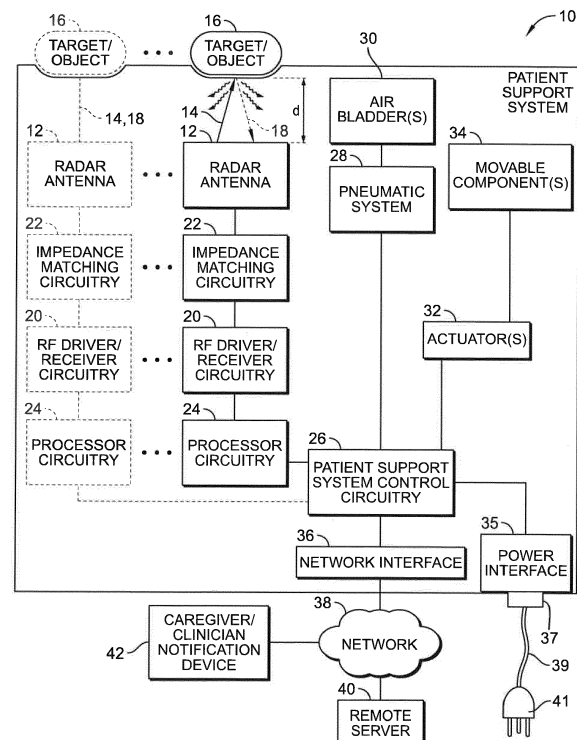 10
16
TARGET/
OBJECT
• • •
16
TARGET/
OBJECT
PATIENT
SUPPORT
SYSTEM
14,18
14
18
d
30
AIR
BLADDER(S)
12
RADAR
ANTENNA
• • •
12
RADAR
ANTENNA
28
PNEUMATIC
SYSTEM
34
MOVABLE
COMPONENT(S)
22
IMPEDANCE
MATCHING
CIRCUITRY
• • •
22
IMPEDANCE
MATCHING
CIRCUITRY
20
RF DRIVER/
RECEIVER
CIRCUITRY
• • •
20
RF DRIVER/
RECEIVER
CIRCUITRY
32
ACTUATOR(S)
24
PROCESSOR
CIRCUITRY
• • •
24
PROCESSOR
CIRCUITRY
26
PATIENT SUPPORT
SYSTEM CONTROL
CIRCUITRY
36
NETWORK INTERFACE
35
POWER
INTERFACE
37
39
41
38
NETWORK
42
CAREGIVER/
CLINICIAN
NOTIFICATION
DEVICE
40
REMOTE
SERVER